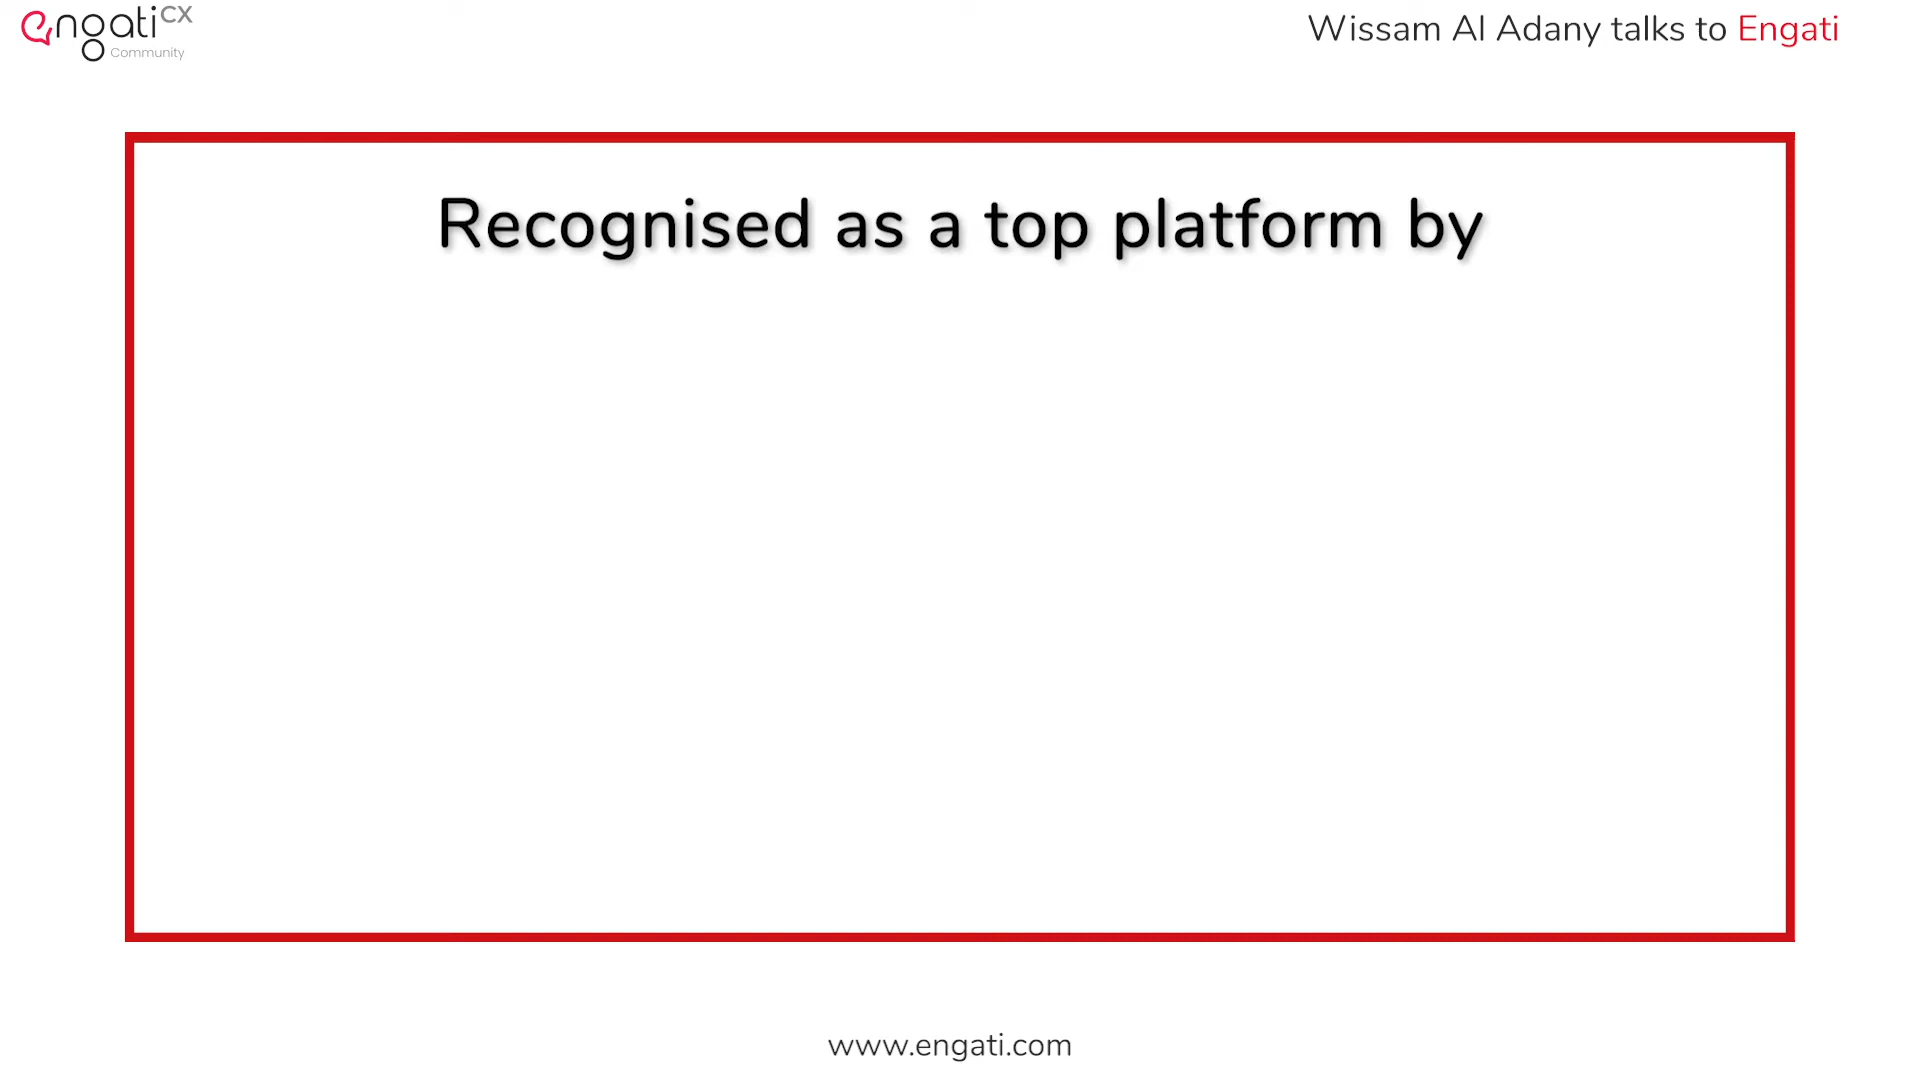 engati CX
Community
Wissam Al Adany talks to Engati
Recognised as a top platform by
www.engati.com